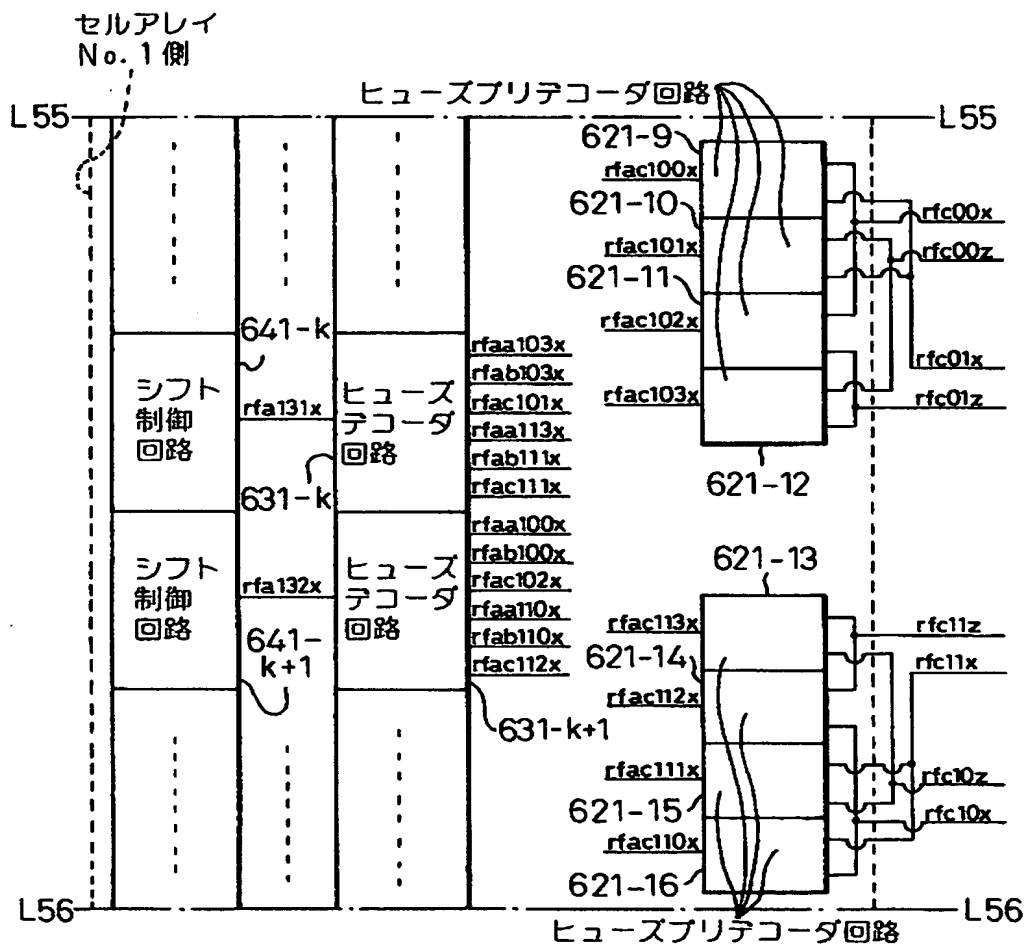 セルアレイ
No. 1 側
ヒューズプリデコーダ回路
L55
L55
621-9
rfac100x
621-10
rfac101x
621-11
rfac102x
rfac103x
621-12
rfc00x
rfc00z
rfc01x
rfc01z
641-k
シフト
制御
回路
rfa131x
631-k
ヒューズ
デコーダ
回路
rfaa103x
rfab103x
rfac101x
rfaa113x
rfab111x
rfac111x
シフト
制御
回路
rfa132x
641-
k+1
ヒューズ
デコーダ
回路
rfaa100x
rfab100x
rfac102x
rfaa110x
rfab110x
rfac112x
631-k+1
621-13
rfac113x
621-14
rfac112x
rfac111x
621-15
rfac110x
621-16
rfc11z
rfc11x
rfc10z
rfc10x
L56
L56
ヒューズプリデコーダ回路